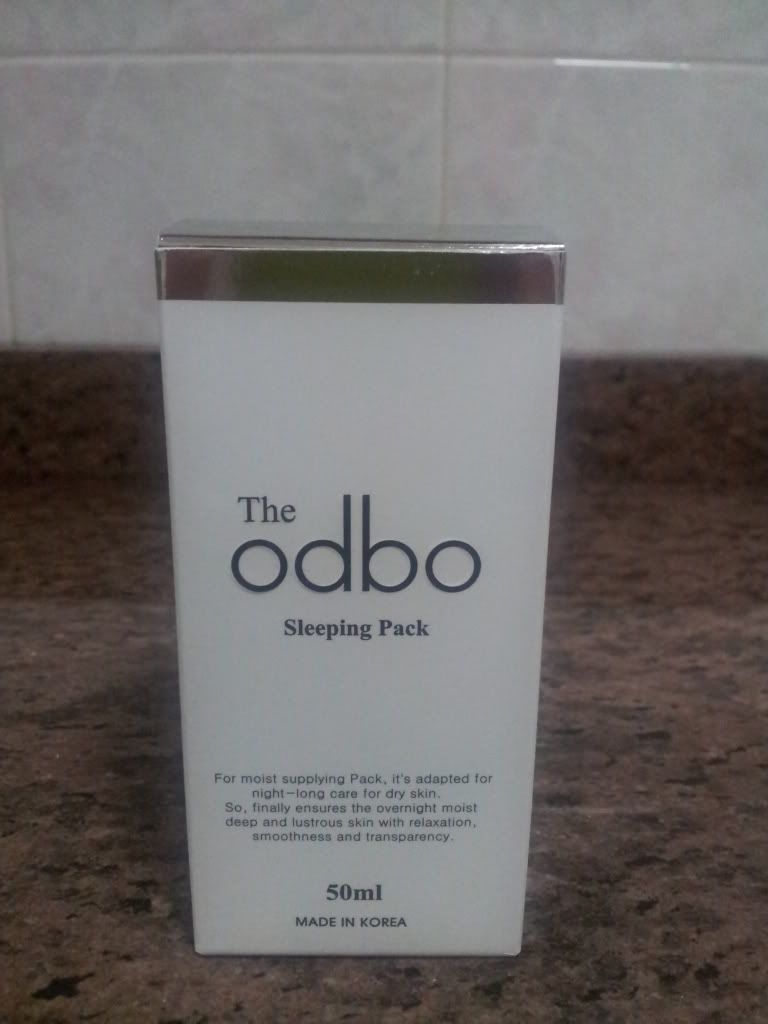 The
odbo
Sleeping Pack
For moist supplying Pack, it's adapted for
night-long care for dry skin.
So, finally ensures the overnight moist
deep and lustrous skin with relaxation,
smoothness and transparency.
50ml
MADE IN KOREA